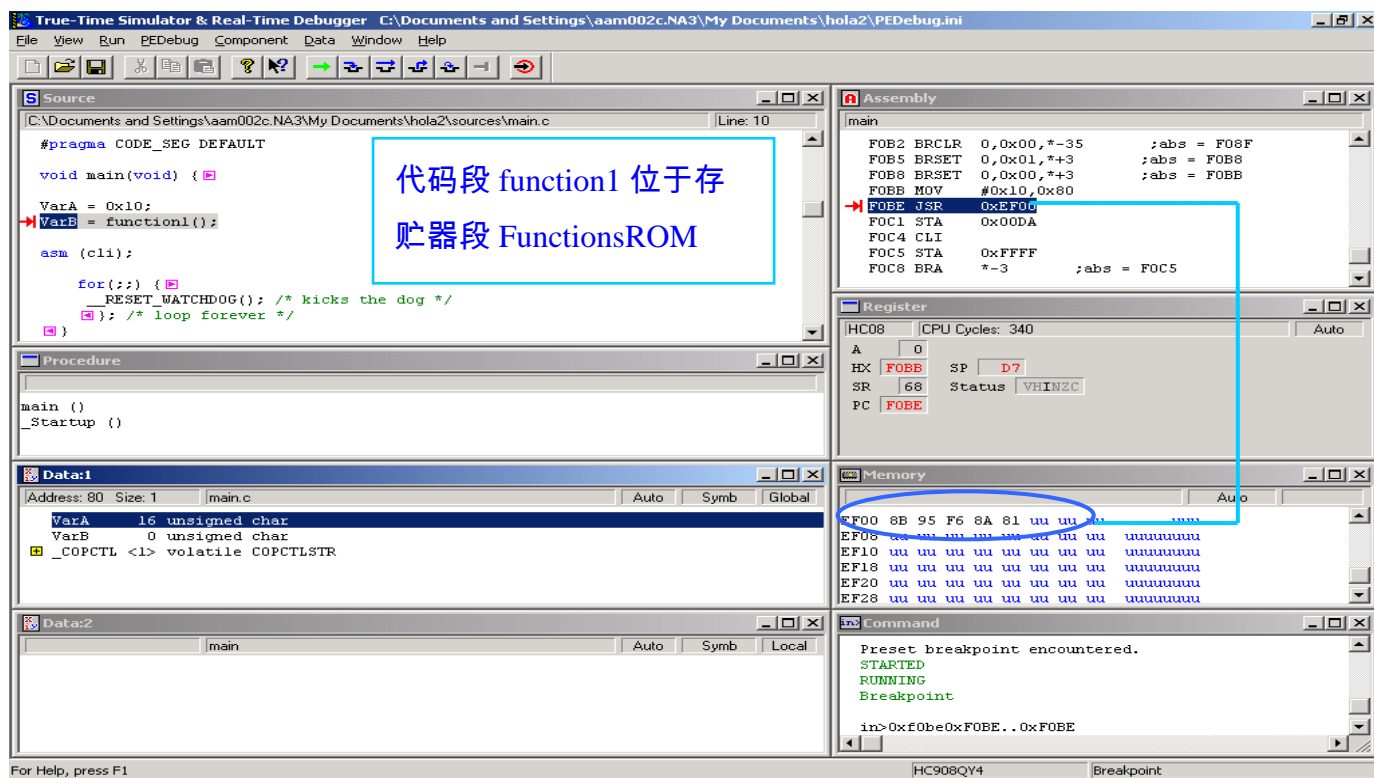 True-Time Simulator & Real-Time Debugger C:\Documents and Settings\aam002c.NA3\My Documents\hola2\PEDebug.ini
File View Run PEDebug Component Data Window Help
Source
C:\Documents and Settings\aam002c.NA3\My Documents\hola2\sources\main.c Line: 10
#pragma CODE_SEG DEFAULT
void main(void) {
VarA = 0x10;
VarB = function1();
asm (cli);
for(;;) {
__RESET_WATCHDOG(); /* kicks the dog */
}; /* loop forever */
}
代码段 function1 位于存
贮器段 FunctionsROM
Assembly
main
F0B2 BRCLR 0,0x00,*-35 ;abs = F08F
F0B5 BRSET 0,0x01,*+3 ;abs = F0B8
F0B8 BRSET 0,0x00,*+3 ;abs = F0BB
F0BB MOV #0x10,0x80
F0BE JSR 0xEF00
F0C1 STA 0x00DA
F0C4 CLI
F0C5 STA 0xFFFF
F0C8 BRA *-3 ;abs = F0C5
Register
HC08 CPU Cycles: 340 Auto
A 0
HX F0BB SP D7
SR 68 Status VHINZC
PC F0BE
Procedure
main ()
_Startup ()
Data:1
Address: 80 Size: 1 main.c Auto Symb Global
VarA 16 unsigned char
VarB 0 unsigned char
_COPCTL <1> volatile COPCTLSTR
Memory
Auto
EF00 8B 95 F6 8A 81 uu uu uu uuu
EF08 uu uu uu uu uu uu uu uu uuuuuuuu
EF10 uu uu uu uu uu uu uu uu uuuuuuuu
EF18 uu uu uu uu uu uu uu uu uuuuuuuu
EF20 uu uu uu uu uu uu uu uu uuuuuuuu
EF28 uu uu uu uu uu uu uu uu uuuuuuuu
Data:2
main Auto Symb Local
Command
Preset breakpoint encountered.
STARTED
RUNNING
Breakpoint
in>0xf0be0xF0BE..0xF0BE
For Help, press F1 HC908QY4 Breakpoint